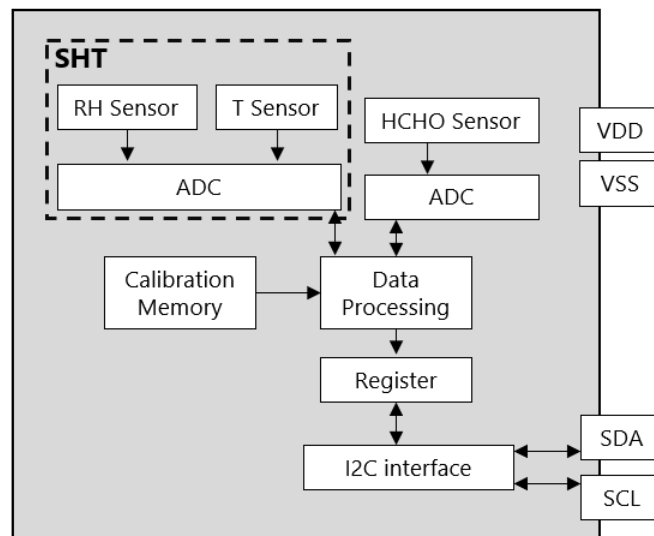 SHT
RH Sensor
T Sensor
HCHO Sensor
VDD
ADC
VSS
ADC
Calibration
Memory
Data
Processing
Register
SDA
I2C interface
SCL